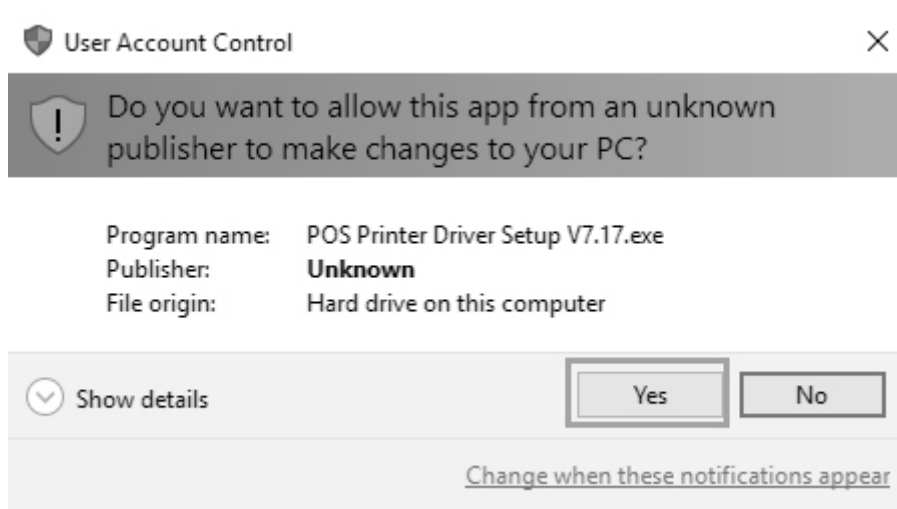 User Account Control
Do you want to allow this app from an unknown
publisher to make changes to your PC?
Program name: POS Printer Driver Setup V7.17.exe
Publisher: Unknown
File origin: Hard drive on this computer
Show details
Yes
No
Change when these notifications appear